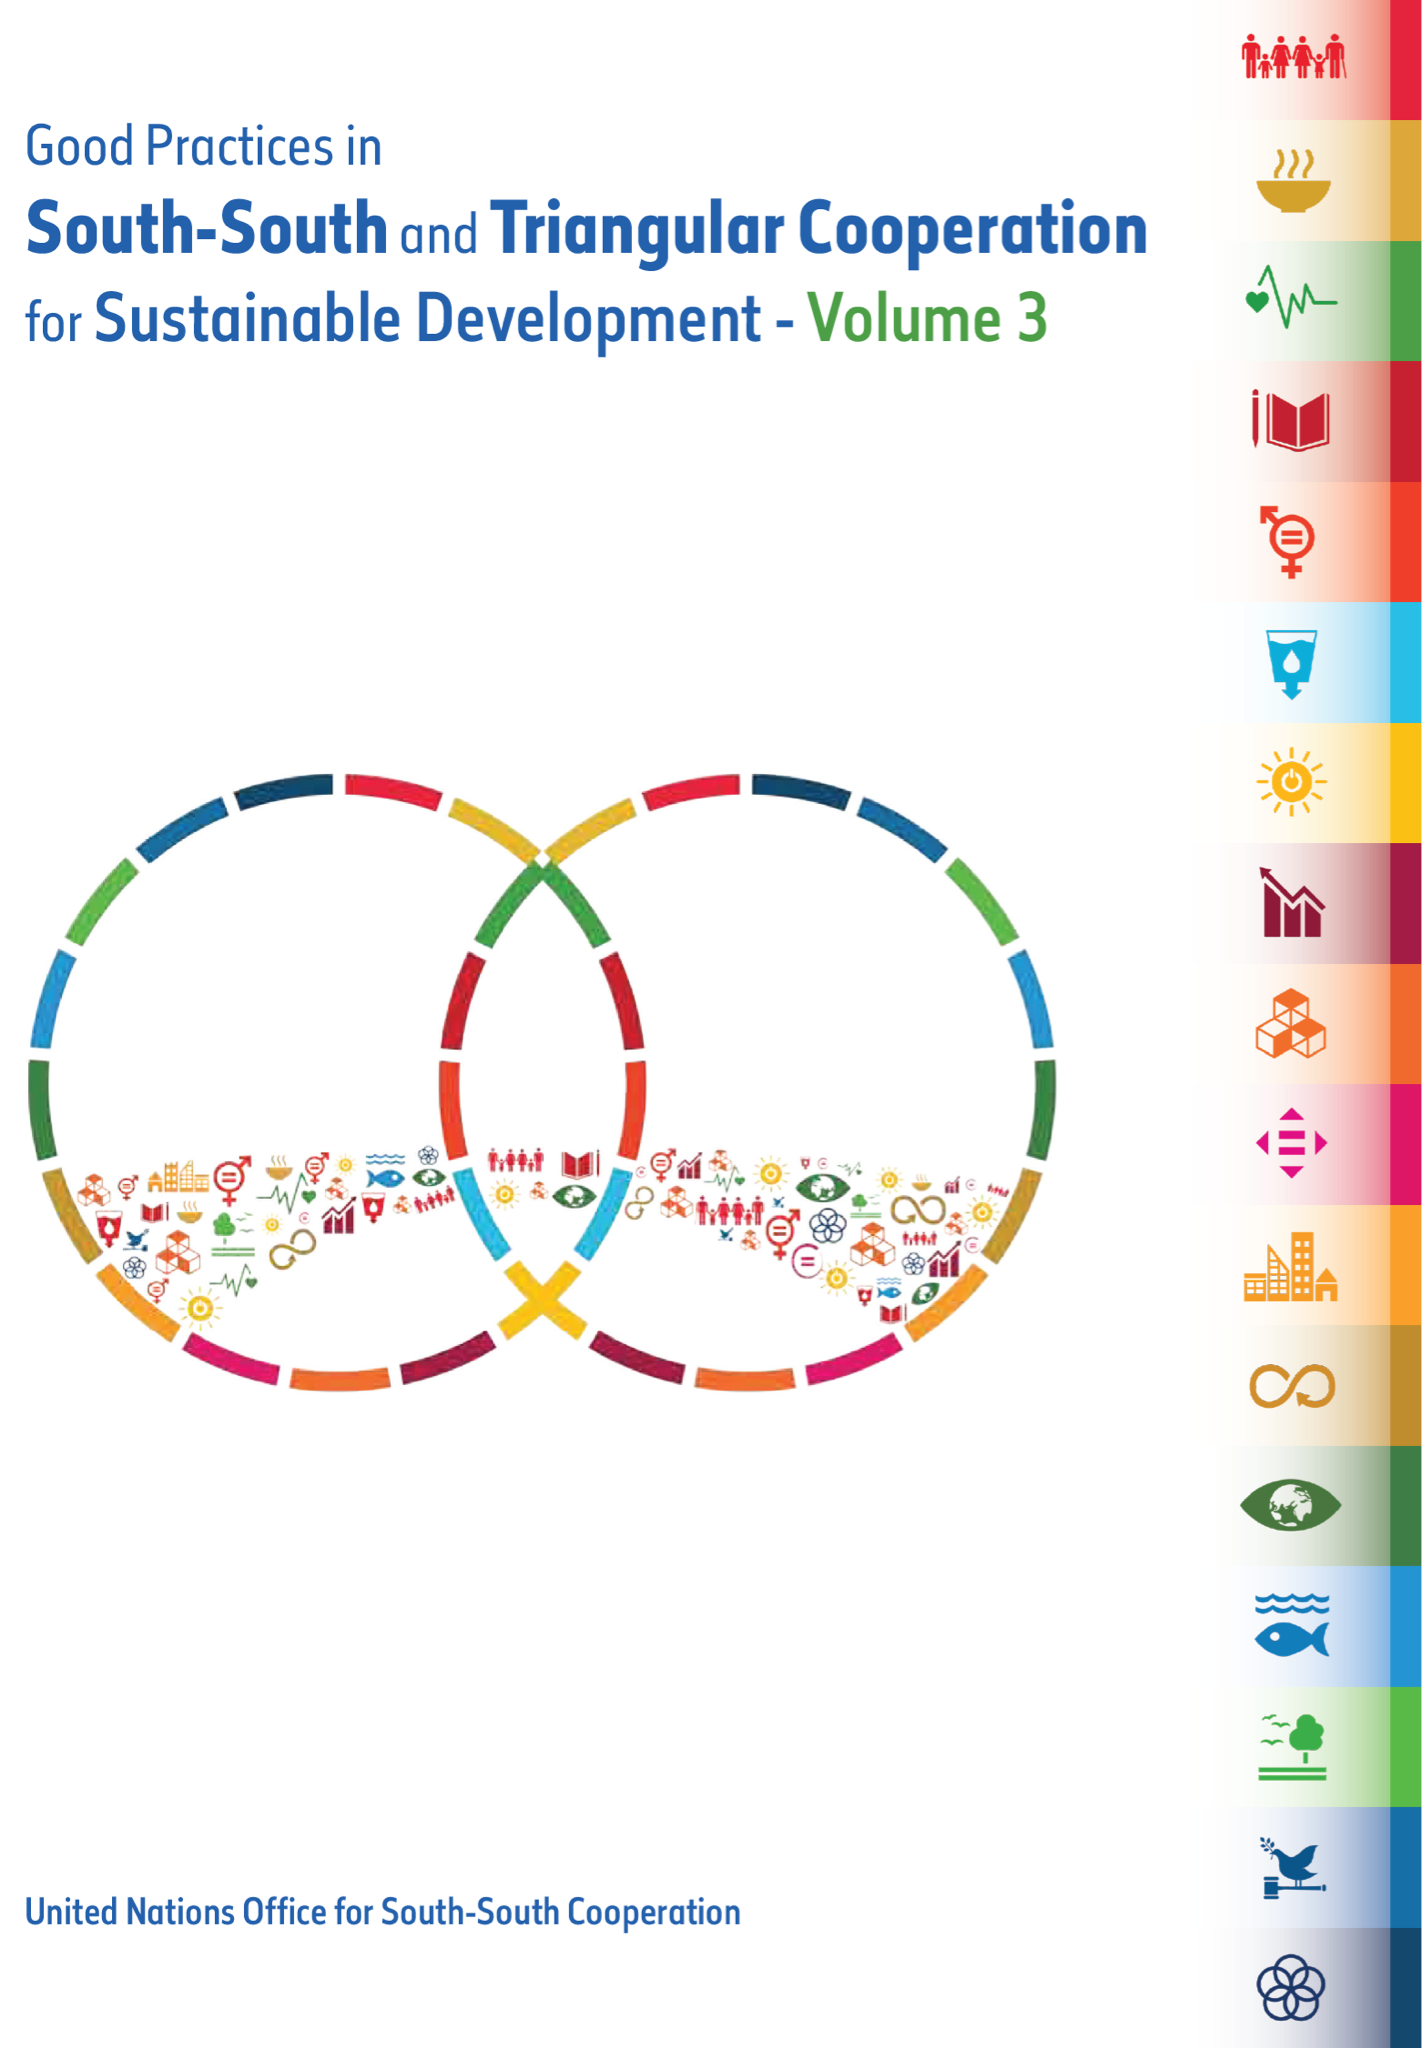 Good Practices in
South-South and Triangular Cooperation
for Sustainable Development - Volume 3
United Nations Office for South-South Cooperation